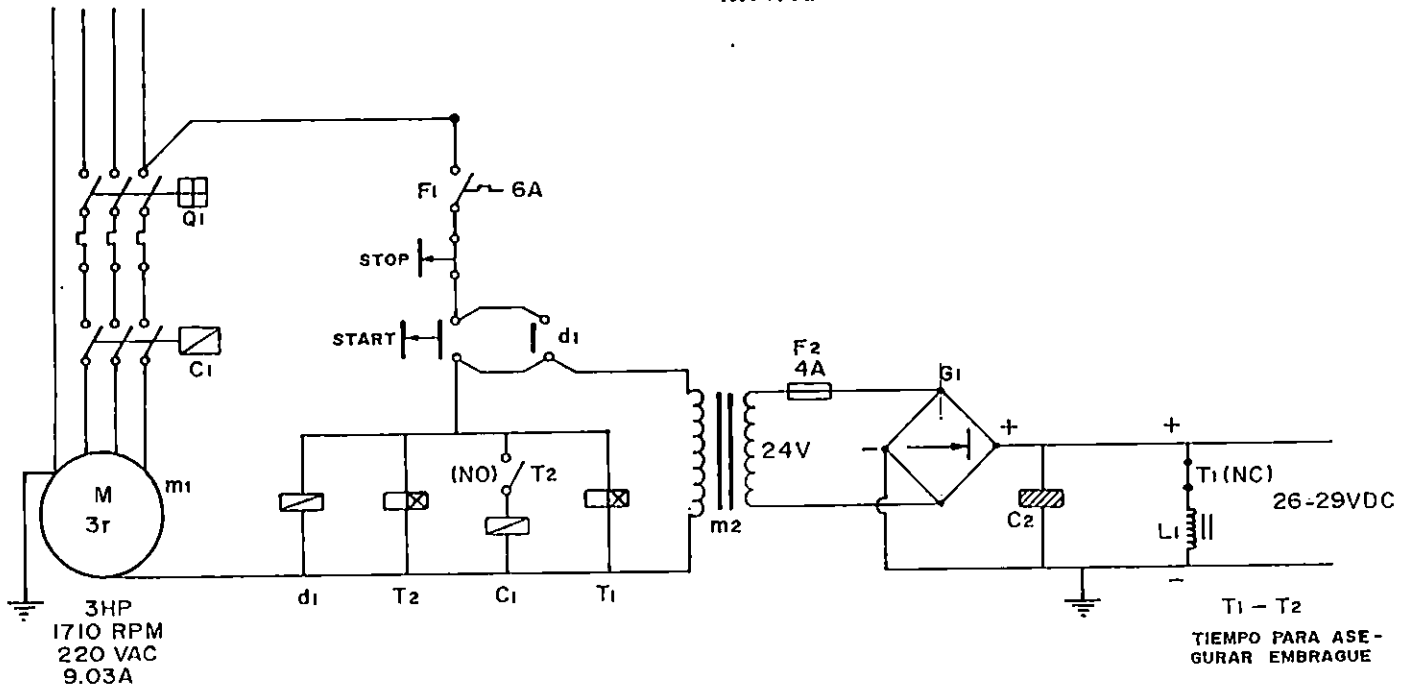 F1
6A
Q1
STOP
START
d1
C1
F2
4A
G1
24V
+
+
-
T1(NC)
M
3r
m1
(NO)
T2
m2
C2
L1
26-29VDC
-
d1
T2
C1
T1
3HP
1710 RPM
220 VAC
9.03A
T1 - T2
TIEMPO PARA ASE-
GURAR EMBRAGUE